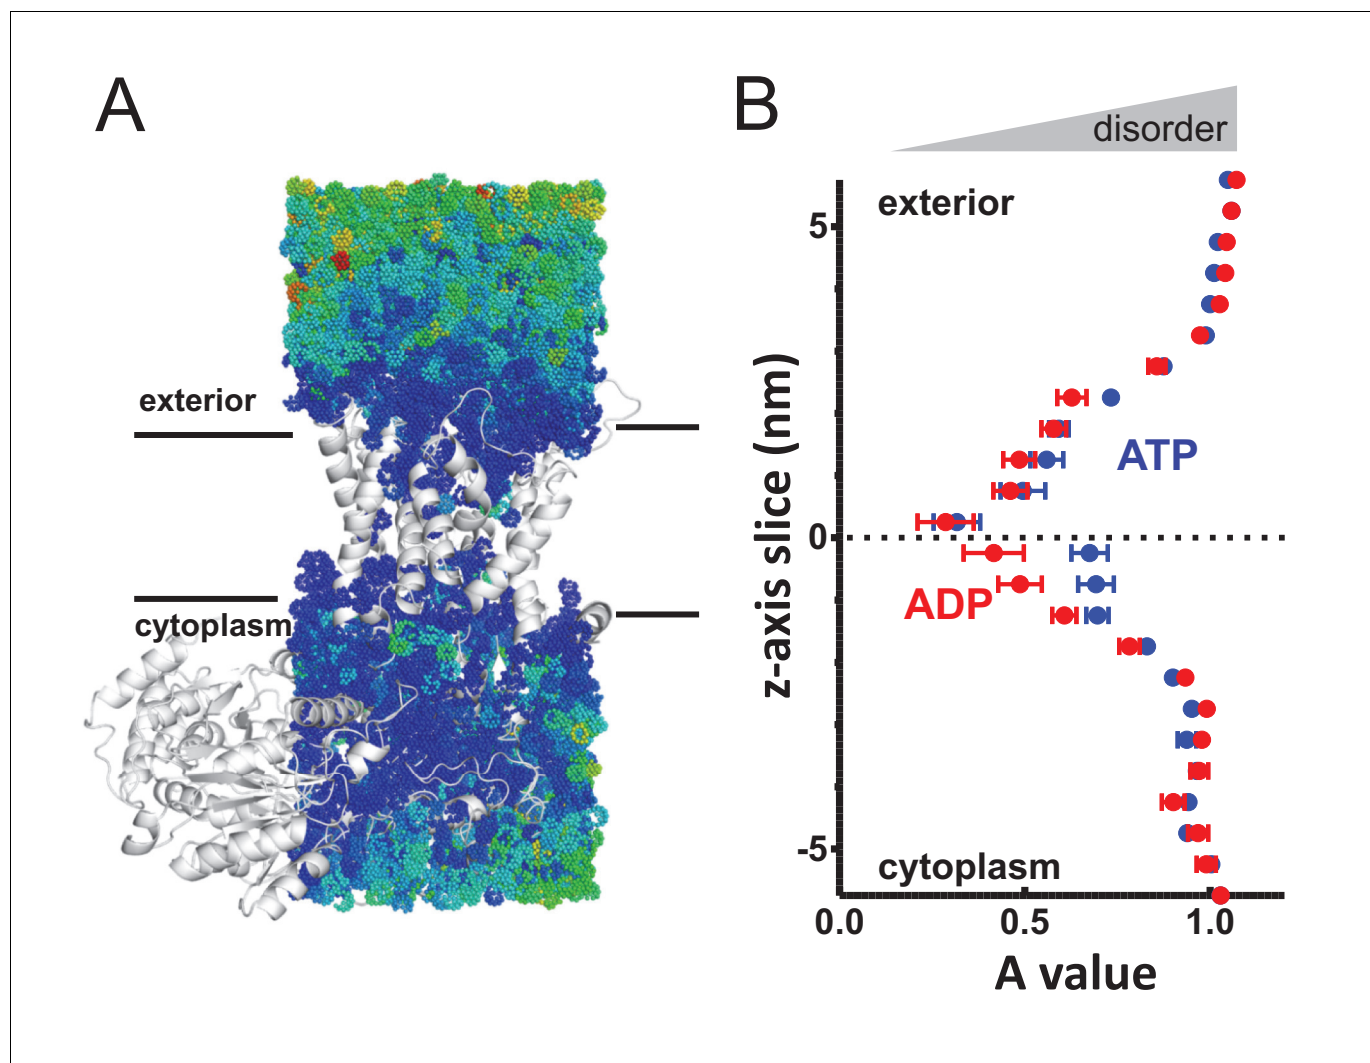 A
exterior
cytoplasm
B
disorder
exterior
5
ATP
0
ADP
-5
cytoplasm
0.0 0.5 1.0
A value
z-axis slice (nm)